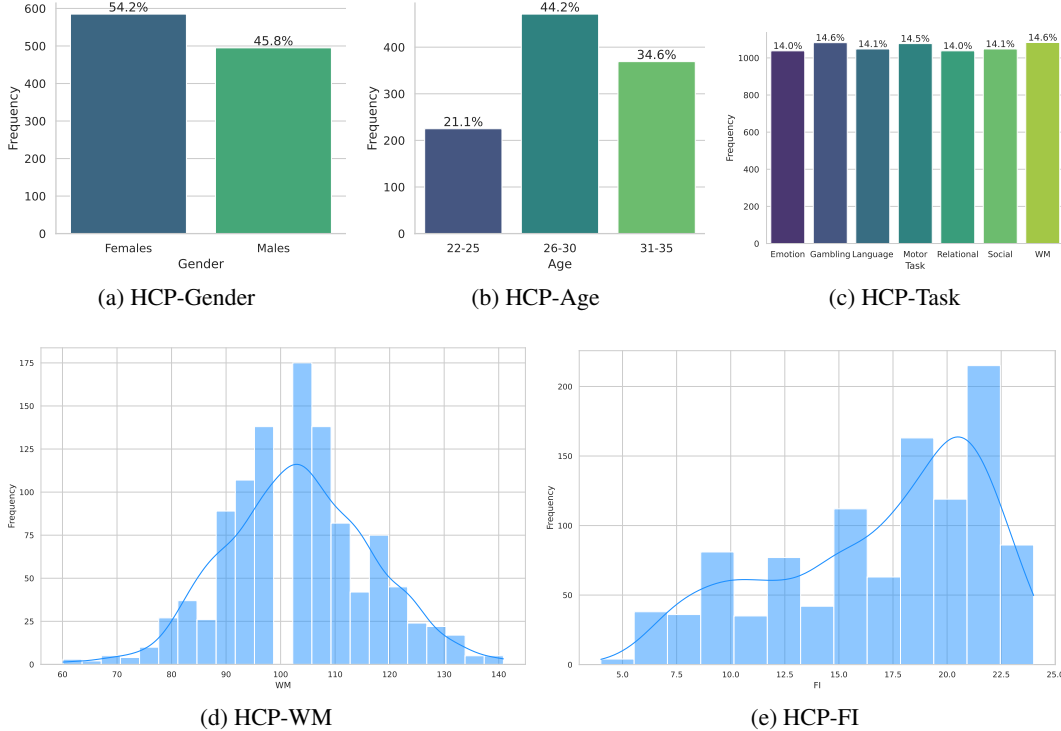 54.2%
45.8%
600
500
400
300
200
100
0
Frequency
Females Males
Gender
(a) HCP-Gender
44.2%
34.6%
21.1%
400
300
200
100
0
Frequency
22-25 26-30 31-35
Age
(b) HCP-Age
14.0% 14.6% 14.1% 14.5% 14.0% 14.1% 14.6%
1000
800
600
400
200
0
Frequency
Emotion Gambling Language Motor Relational Social WM
Task
(c) HCP-Task
175
150
125
100
75
50
25
0
Frequency
60 70 80 90 100 110 120 130 140
WM
(d) HCP-WM
200
150
100
50
0
Frequency
5.0 7.5 10.0 12.5 15.0 17.5 20.0 22.5 25.0
FI
(e) HCP-FI